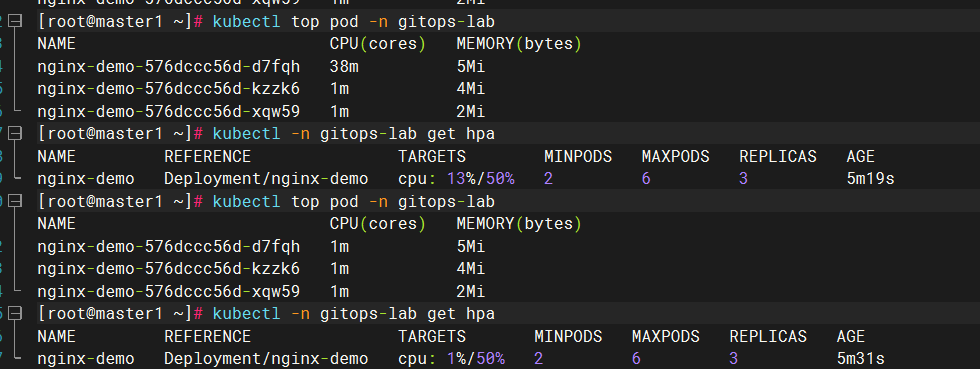 [root@master1 ~]# kubectl top pod -n gitops-lab
NAME CPU(cores) MEMORY(bytes)
nginx-demo-576dccc56d-d7fqh 38m 5Mi
nginx-demo-576dccc56d-kzzk6 1m 4Mi
nginx-demo-576dccc56d-xqw59 1m 2Mi
[root@master1 ~]# kubectl -n gitops-lab get hpa
NAME REFERENCE TARGETS MINPODS MAXPODS REPLICAS AGE
nginx-demo Deployment/nginx-demo cpu: 13%/50% 2 6 3 5m19s
[root@master1 ~]# kubectl top pod -n gitops-lab
NAME CPU(cores) MEMORY(bytes)
nginx-demo-576dccc56d-d7fqh 1m 5Mi
nginx-demo-576dccc56d-kzzk6 1m 4Mi
nginx-demo-576dccc56d-xqw59 1m 2Mi
[root@master1 ~]# kubectl -n gitops-lab get hpa
NAME REFERENCE TARGETS MINPODS MAXPODS REPLICAS AGE
nginx-demo Deployment/nginx-demo cpu: 1%/50% 2 6 3 5m31s